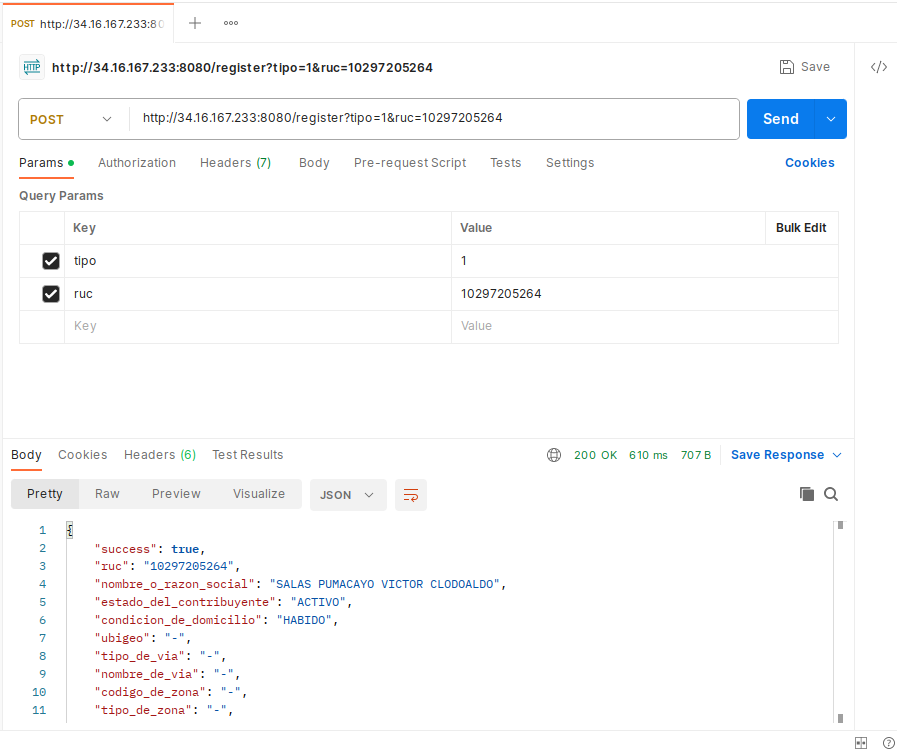 POST http://34.16.167.233:80
HTTP http://34.16.167.233:8080/register?tipo=1&ruc=10297205264 Save </>
POST http://34.16.167.233:8080/register?tipo=1&ruc=10297205264 Send
Params Authorization Headers (7) Body Pre-request Script Tests Settings Cookies
Query Params
Key Value Bulk Edit
tipo 1
ruc 10297205264
Key Value
Body Cookies Headers (6) Test Results 200 OK 610 ms 707 B Save Response
Pretty Raw Preview Visualize JSON
1 {
2 "success": true,
3 "ruc": "10297205264",
4 "nombre_o_razon_social": "SALAS PUMACAYO VICTOR CLODOALDO",
5 "estado_del_contribuyente": "ACTIVO",
6 "condicion_de_domicilio": "HABIDO",
7 "ubigeo": "-",
8 "tipo_de_via": "-",
9 "nombre_de_via": "-",
10 "codigo_de_zona": "-",
11 "tipo_de_zona": "-",